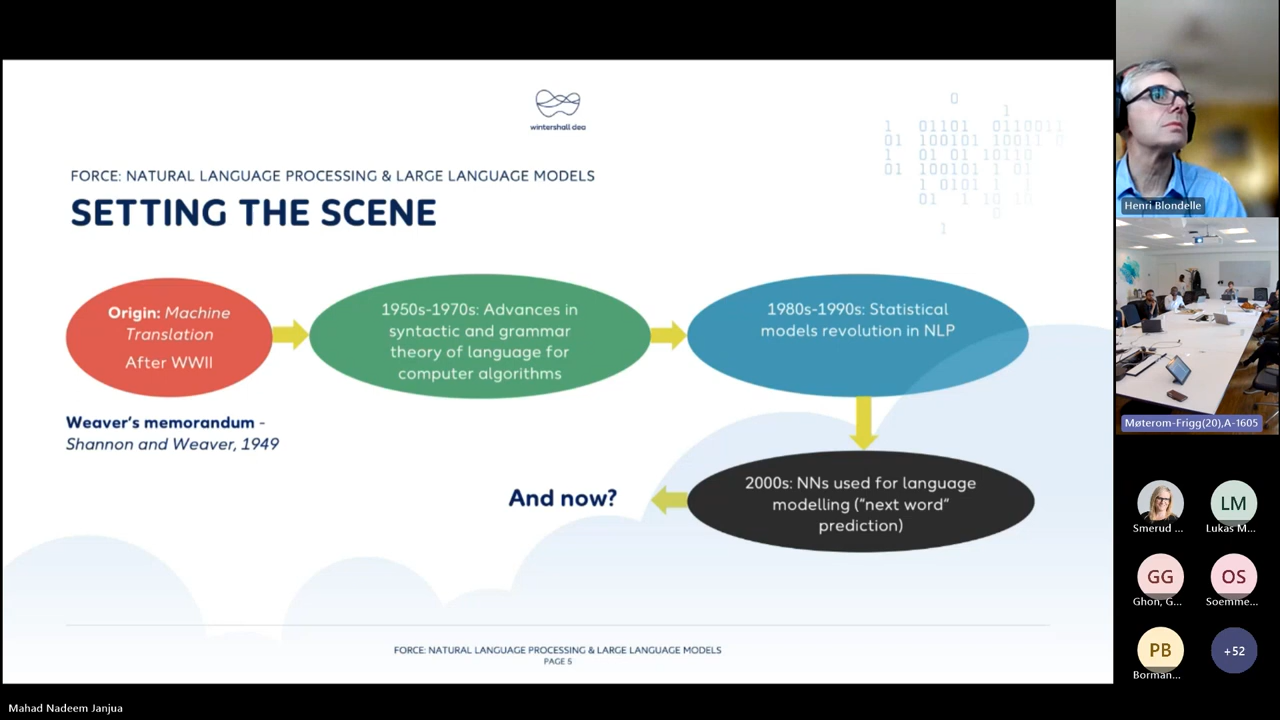 wintershall dea
FORCE: NATURAL LANGUAGE PROCESSING & LARGE LANGUAGE MODELS
SETTING THE SCENE
Origin: Machine
Translation
After WWII
1950s-1970s: Advances in
syntactic and grammar
theory of language for
computer algorithms
1980s-1990s: Statistical
models revolution in NLP
Weaver's memorandum -
Shannon and Weaver, 1949
2000s: NNs used for language
modelling ("next word"
prediction)
And now?
FORCE: NATURAL LANGUAGE PROCESSING & LARGE LANGUAGE MODELS
PAGE 5
Henri Blondelle
Møterom-Frigg(20),A-1605
Smerud ...
LM
Lukas M...
GG
Ghon, G...
OS
Soemme...
PB
Borman...
+52
Mahad Nadeem Janjua